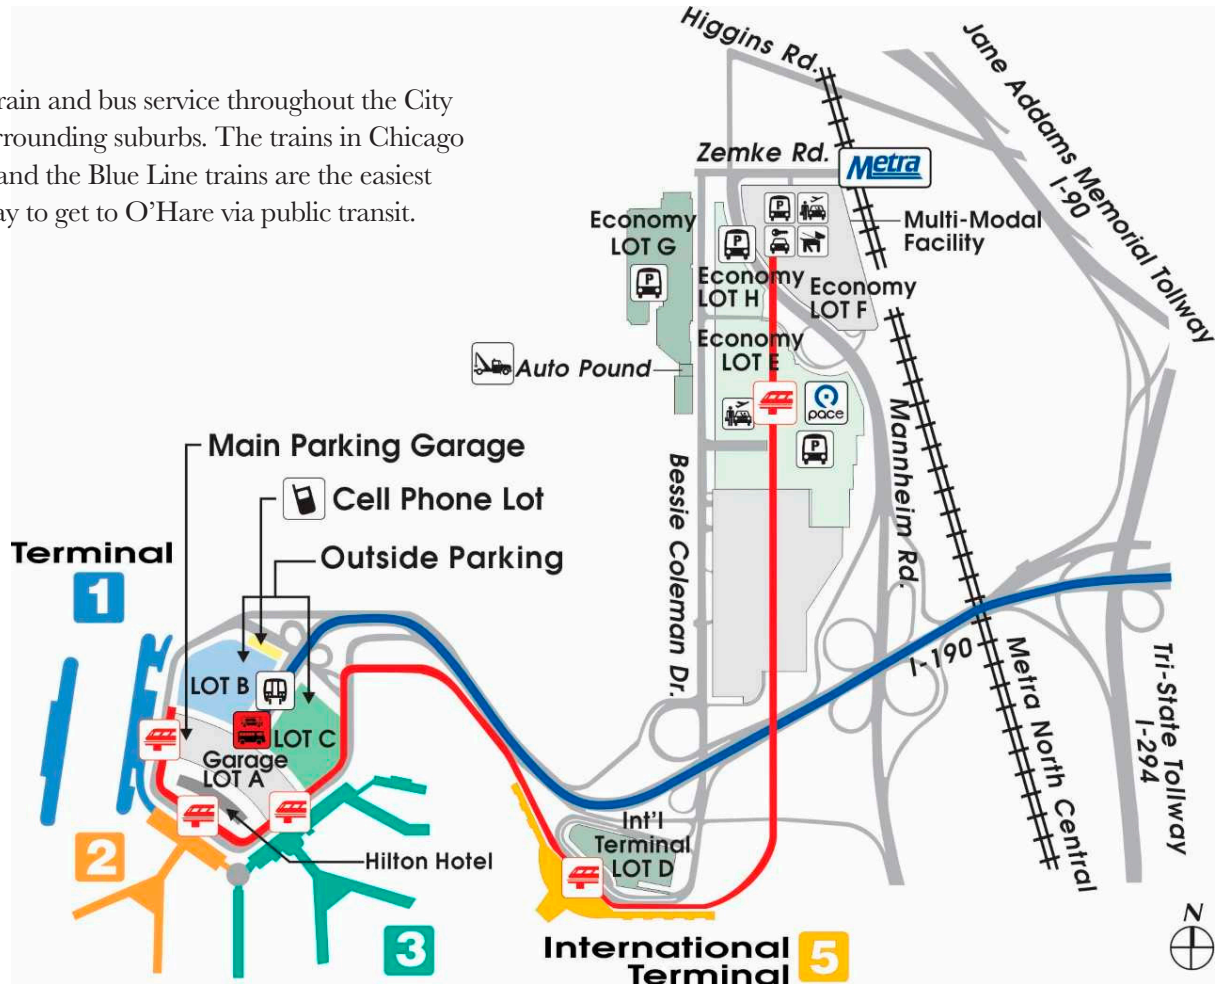 Higgins Rd.
Jane Addams Memorial Tollway
I-90
rain and bus service throughout the City
rrounding suburbs. The trains in Chicago
and the Blue Line trains are the easiest
ay to get to O’Hare via public transit.
Zemke Rd.
Metra
Multi-Modal
Facility
P
Economy
LOT G
P
P
Economy
LOT H
Economy
LOT F
Economy
LOT E
Auto Pound
pace
P
Mannheim Rd.
Bessie Coleman Dr.
Main Parking Garage
Cell Phone Lot
Outside Parking
Terminal
1
LOT B
LOT C
Garage
LOT A
I-190
Metra North Central
Tri-State Tollway
I-294
Int’l
Terminal
LOT D
2
Hilton Hotel
3
International
Terminal
5
N